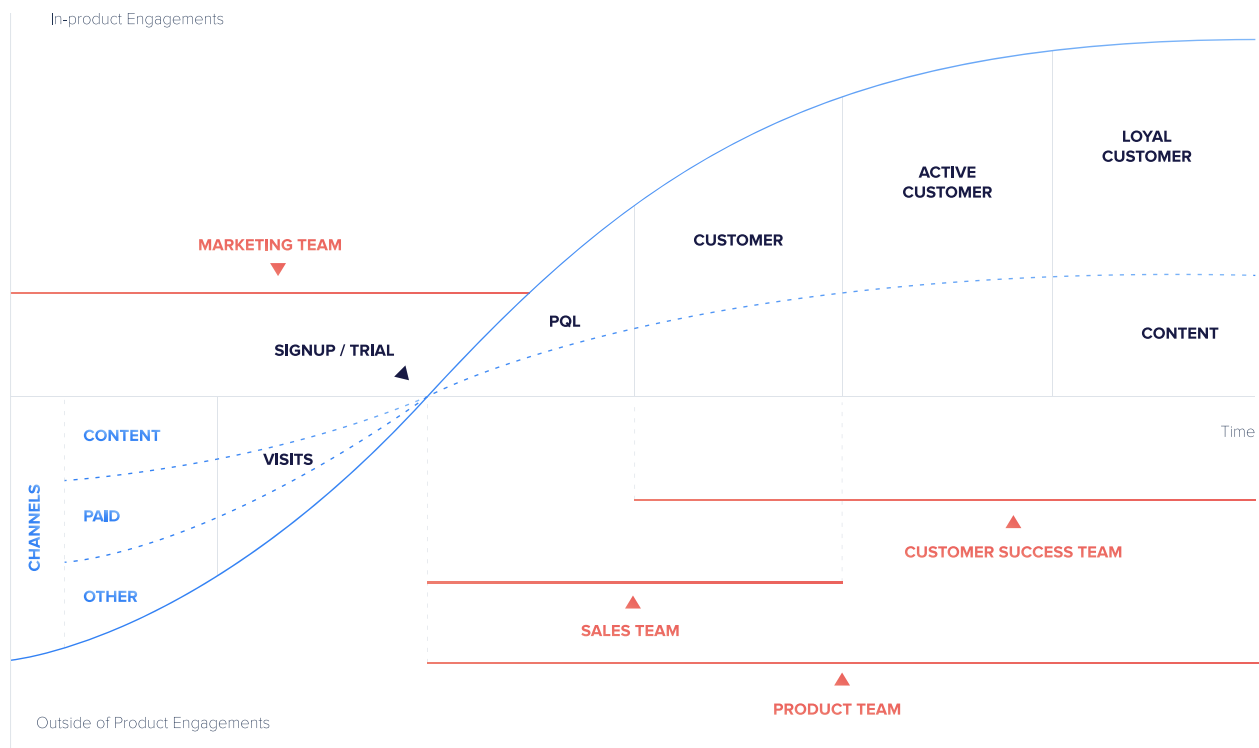 In-product Engagements
LOYAL
CUSTOMER
ACTIVE
CUSTOMER
CUSTOMER
MARKETING TEAM
PQL
CONTENT
SIGNUP / TRIAL
Time
CHANNELS
CONTENT
VISITS
PAID
OTHER
CUSTOMER SUCCESS TEAM
SALES TEAM
PRODUCT TEAM
Outside of Product Engagements